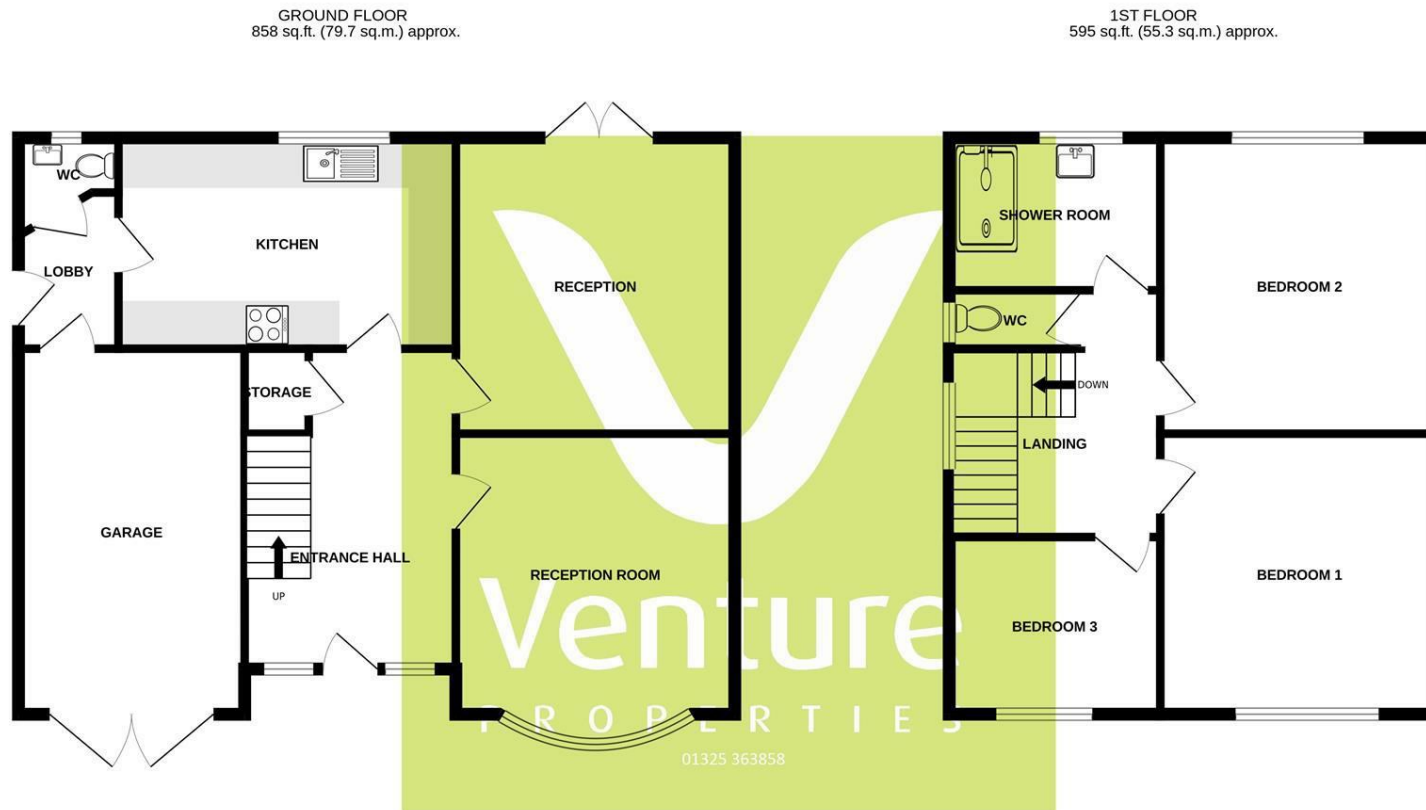 GROUND FLOOR
858 sq.ft. (79.7 sq.m.) approx.
1ST FLOOR
595 sq.ft. (55.3 sq.m.) approx.
WC
KITCHEN
LOBBY
RECEPTION
STORAGE
GARAGE
ENTRANCE HALL
UP
RECEPTION ROOM
SHOWER ROOM
BEDROOM 2
WC
DOWN
LANDING
BEDROOM 1
BEDROOM 3
Venture
PROPERTIES
01325 363858